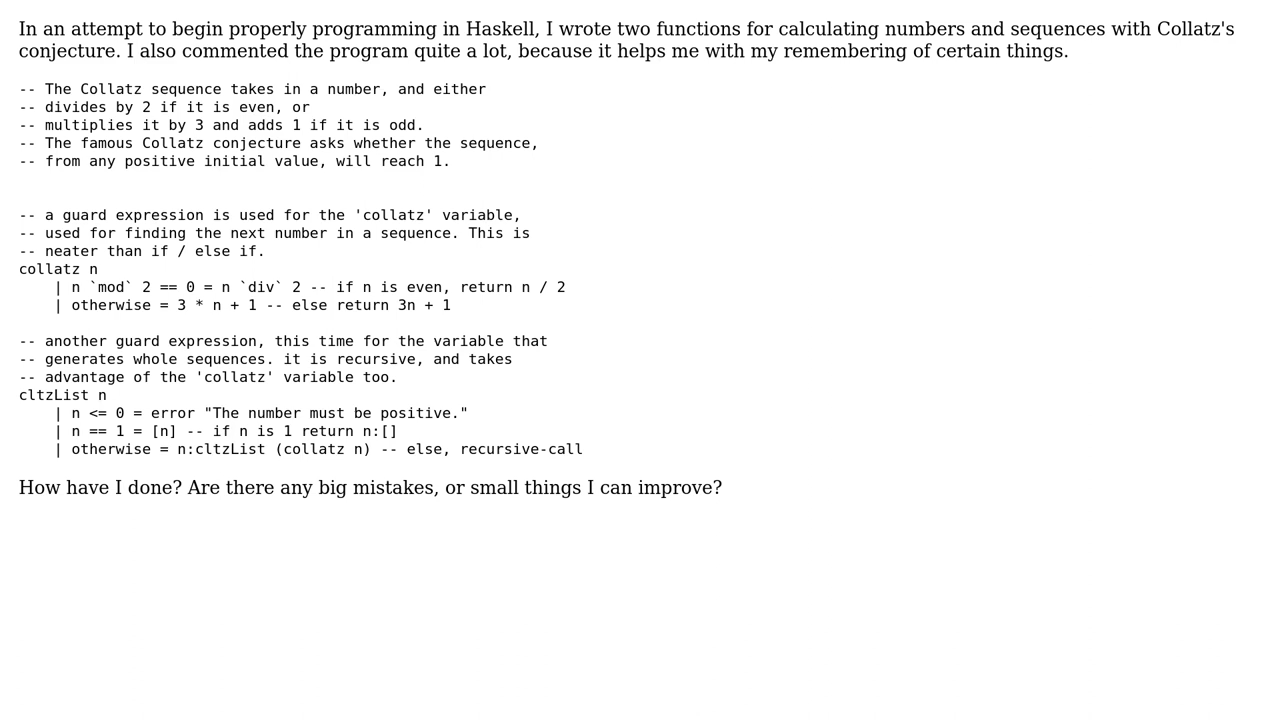 In an attempt to begin properly programming in Haskell, I wrote two functions for calculating numbers and sequences with Collatz's
conjecture. I also commented the program quite a lot, because it helps me with my remembering of certain things.
-- The Collatz sequence takes in a number, and either
-- divides by 2 if it is even, or
-- multiplies it by 3 and adds 1 if it is odd.
-- The famous Collatz conjecture asks whether the sequence,
-- from any positive initial value, will reach 1.
-- a guard expression is used for the 'collatz' variable,
-- used for finding the next number in a sequence. This is
-- neater than if / else if.
collatz n
    | n `mod` 2 == 0 = n `div` 2 -- if n is even, return n / 2
    | otherwise = 3 * n + 1 -- else return 3n + 1
-- another guard expression, this time for the variable that
-- generates whole sequences. it is recursive, and takes
-- advantage of the 'collatz' variable too.
cltzList n
    | n <= 0 = error "The number must be positive."
    | n == 1 = [n] -- if n is 1 return n:[]
    | otherwise = n:cltzList (collatz n) -- else, recursive-call
How have I done? Are there any big mistakes, or small things I can improve?